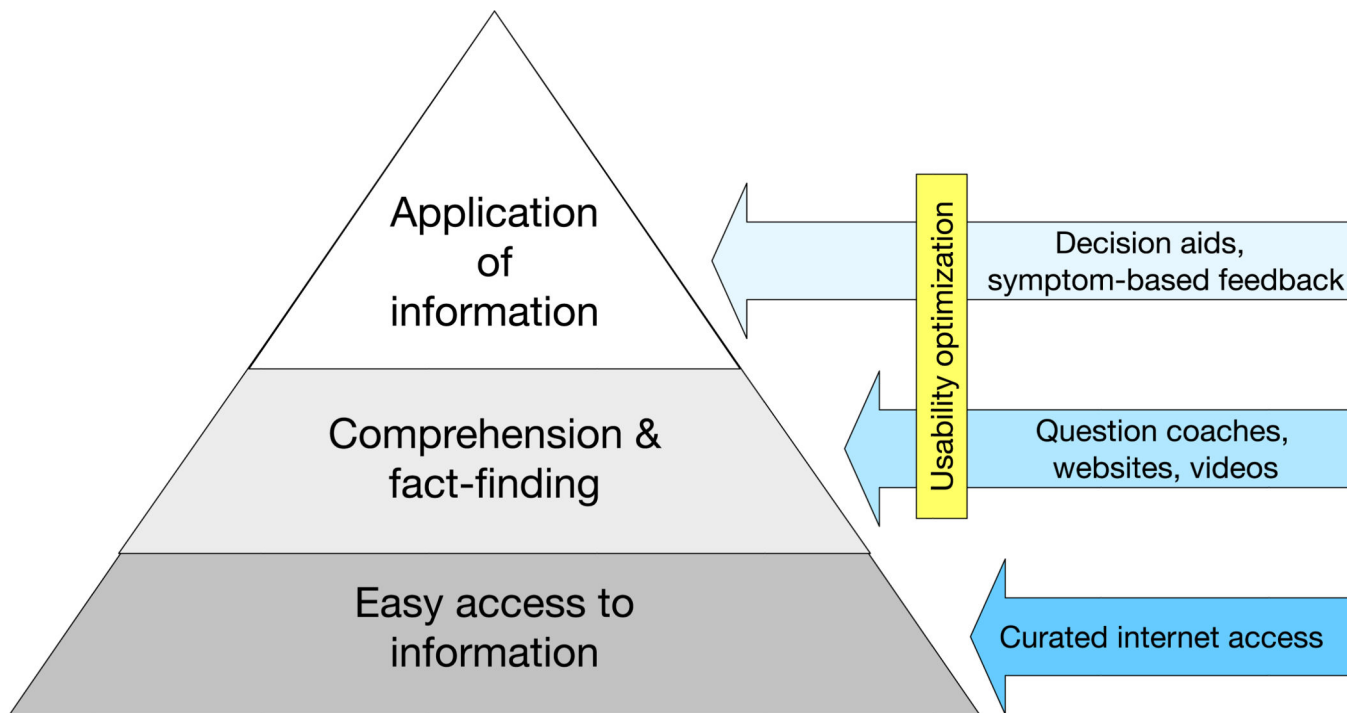 Application
of
information
Decision aids,
symptom-based feedback
Usability optimization
Comprehension &
fact-finding
Question coaches,
websites, videos
Easy access to
information
Curated internet access